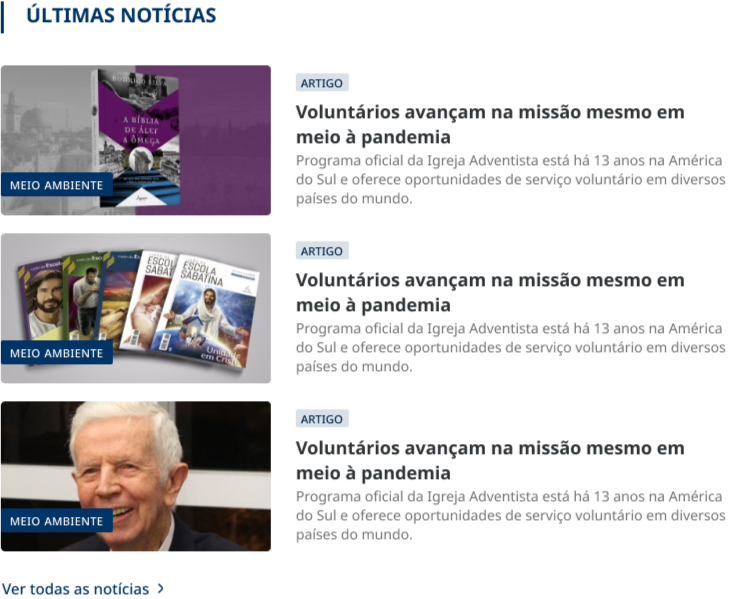 ÚLTIMAS NOTÍCIAS
RODRIGO SILVA
A BÍBLIA
DE ÁLEF
A ÔMEGA
MEIO AMBIENTE
ARTIGO
Voluntários avançam na missão mesmo em
meio à pandemia
Programa oficial da Igreja Adventista está há 13 anos na América
do Sul e oferece oportunidades de serviço voluntário em diversos
países do mundo.
ESCOLA
SABATINA
Unidade
em Cristo
MEIO AMBIENTE
ARTIGO
Voluntários avançam na missão mesmo em
meio à pandemia
Programa oficial da Igreja Adventista está há 13 anos na América
do Sul e oferece oportunidades de serviço voluntário em diversos
países do mundo.
MEIO AMBIENTE
ARTIGO
Voluntários avançam na missão mesmo em
meio à pandemia
Programa oficial da Igreja Adventista está há 13 anos na América
do Sul e oferece oportunidades de serviço voluntário em diversos
países do mundo.
Ver todas as notícias